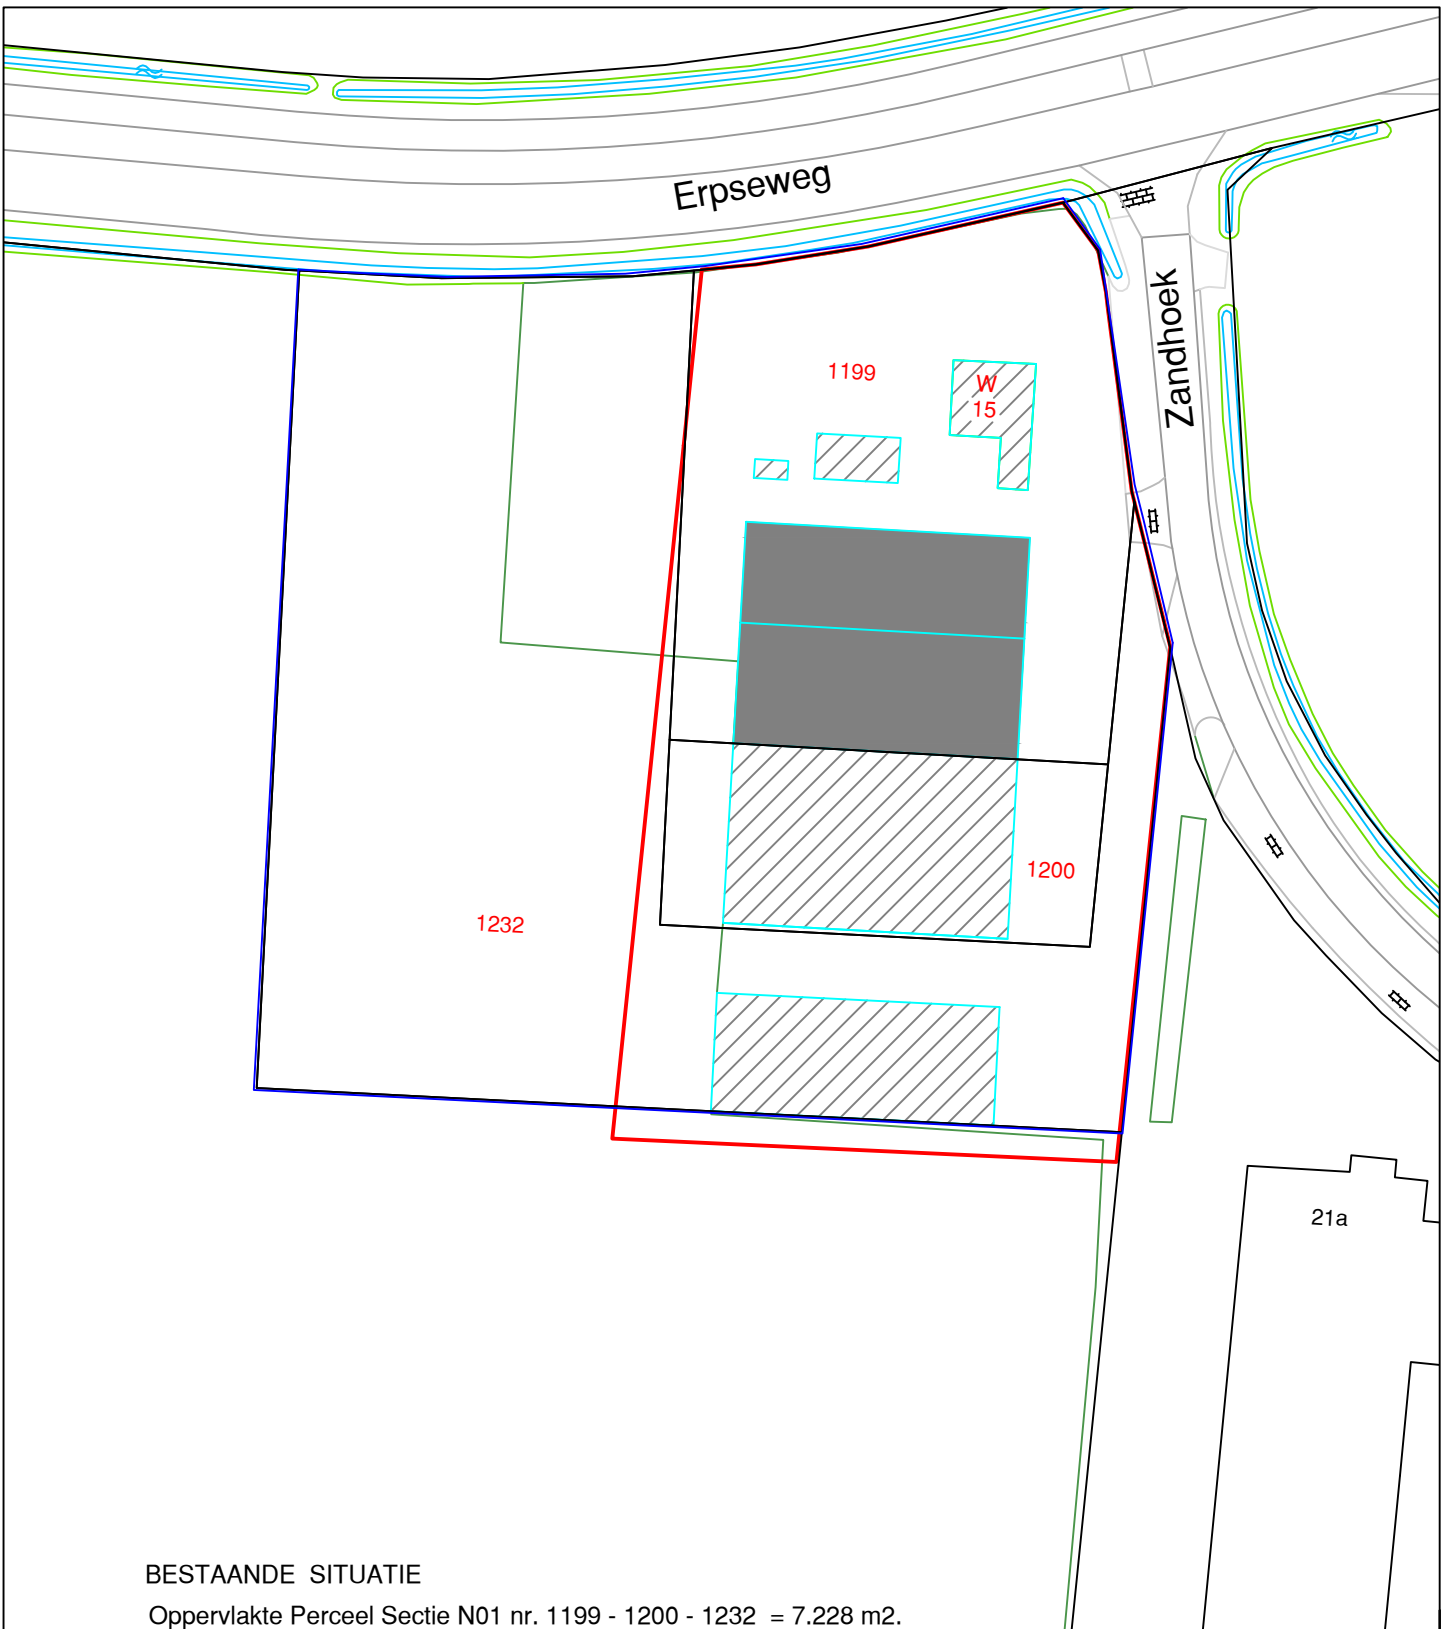 Erpseweg
Zandhoek
1199
W
15
1200
1232
21a
BESTAANDE SITUATIE
Oppervlakte Perceel Sectie N01 nr. 1199 - 1200 - 1232 = 7.228 m2.